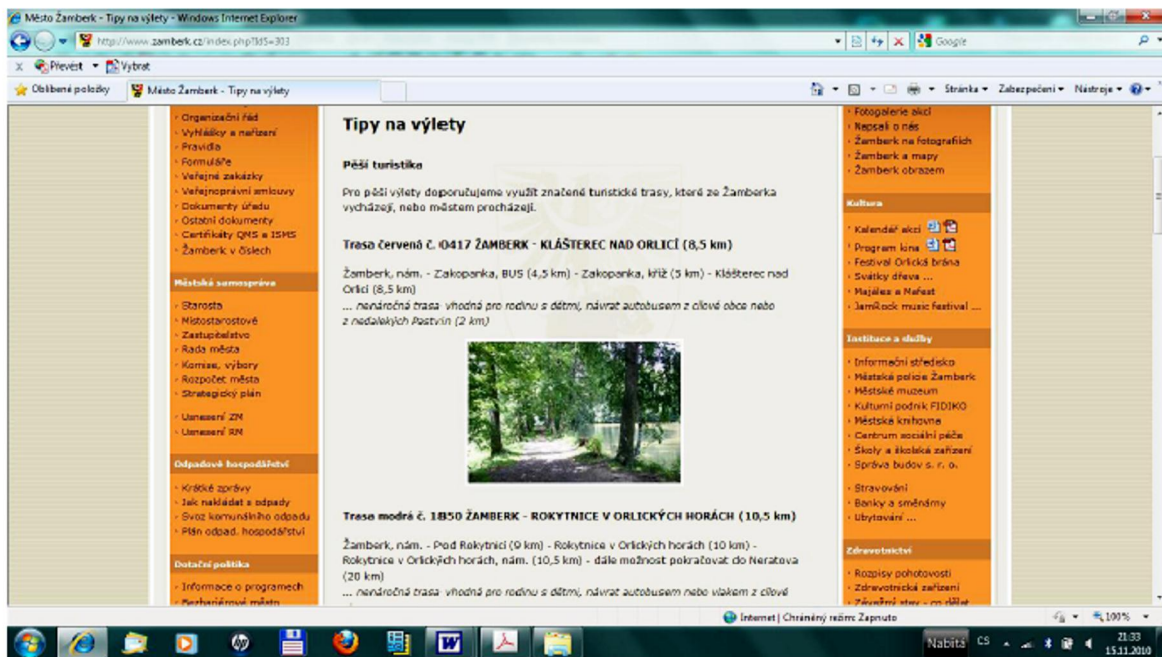 Město Žamberk - Tipy na výlety - Windows Internet Explorer
http://www.zamberk.cz/index.php?IdS=303
Google
x Převést Vybrat
Oblíbené položky
Město Žamberk - Tipy na výlety
Stránka Zabezpečení Nástroje
Organizační řád
Vyhlášky a nařízení
Pravidla
Formuláře
Veřejné zakázky
Veřejnoprávní smlouvy
Dokumenty úřadu
Ostatní dokumenty
Certifikáty QMS a ISMS
Žamberk v číslech
Městská samospráva
Starosta
Místostarostové
Zastupitelstvo
Rada města
Komise, výbory
Rozpočet města
Strategický plán
Usnesení ZM
Usnesení RM
Odpadové hospodářství
Krátké zprávy
Jak nakládat s odpady
Svoz komunálního odpadu
Plán odpad. hospodářství
Dotační politika
Informace o programech
Bezbariérové město
Tipy na výlety
Pěší turistika
Pro pěší výlety doporučujeme využít značené turistické trasy, které ze Žamberka
vycházejí, nebo městem procházejí.
Trasa červená č. 0417 ŽAMBERK - KLÁŠTEREC NAD ORLICÍ (8,5 km)
Žamberk, nám. - Zakopanka, BUS (4,5 km) - Zakopanka, kříž (5 km) - Klášterec nad
Orlicí (8,5 km)
... nenáročná trasa vhodná pro rodinu s dětmi, návrat autobusem z cílové obce nebo
z nedalekých Pastvin (2 km)
Trasa modrá č. 1850 ŽAMBERK - ROKYTNICE V ORLICKÝCH HORÁCH (10,5 km)
Žamberk, nám. - Pod Rokytnicí (9 km) - Rokytnice v Orlických horách (10 km) -
Rokytnice v Orlických horách, nám. (10,5 km) - dále možnost pokračovat do Neratova
(20 km)
... nenáročná trasa vhodná pro rodinu s dětmi, návrat autobusem nebo vlakem z cílové
Fotogalerie akcí
Napsali o nás
Žamberk na fotografiích
Žamberk a mapy
Žamberk obrazem
Kultura
Kalendář akcí
Program kina
Festival Orlická brána
Svátky dřeva ...
Majáles a Mafest
JamRock music festival ...
Instituce a služby
Informační středisko
Městská policie Žamberk
Městské muzeum
Kulturní podnik FIDIKO
Městská knihovna
Centrum sociální péče
Školy a školská zařízení
Správa budov s. r. o.
Stravování
Banky a směnárny
Ubytování ...
Zdravotnictví
Rozpisy pohotovosti
Zdravotnická zařízení
Závažný stav - co dělat
Internet | Chráněný režim: Zapnuto
100%
hp
W
Nabitá CS
21:33
15.11.2010